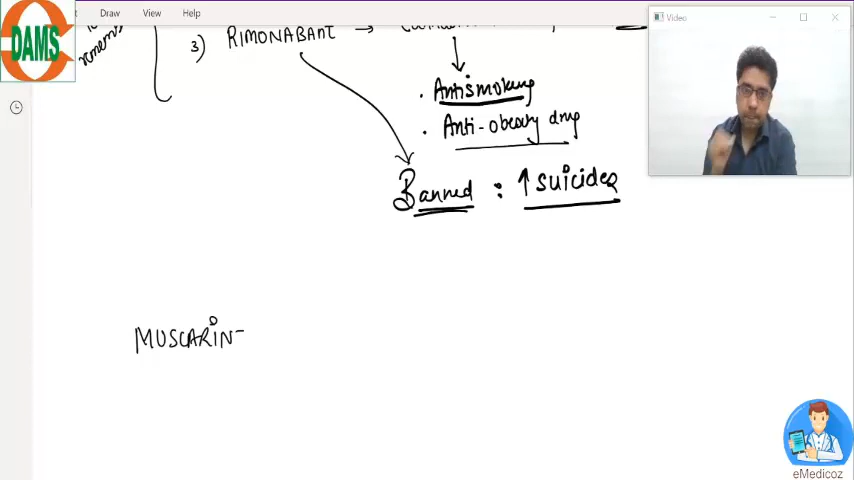 DAMS
Video
Draw View Help
3) RIMONABANT →
. Antismoking
. Anti-obesity drug
Banned : ↑ suicides
MUSCARIN-
eMedicoz